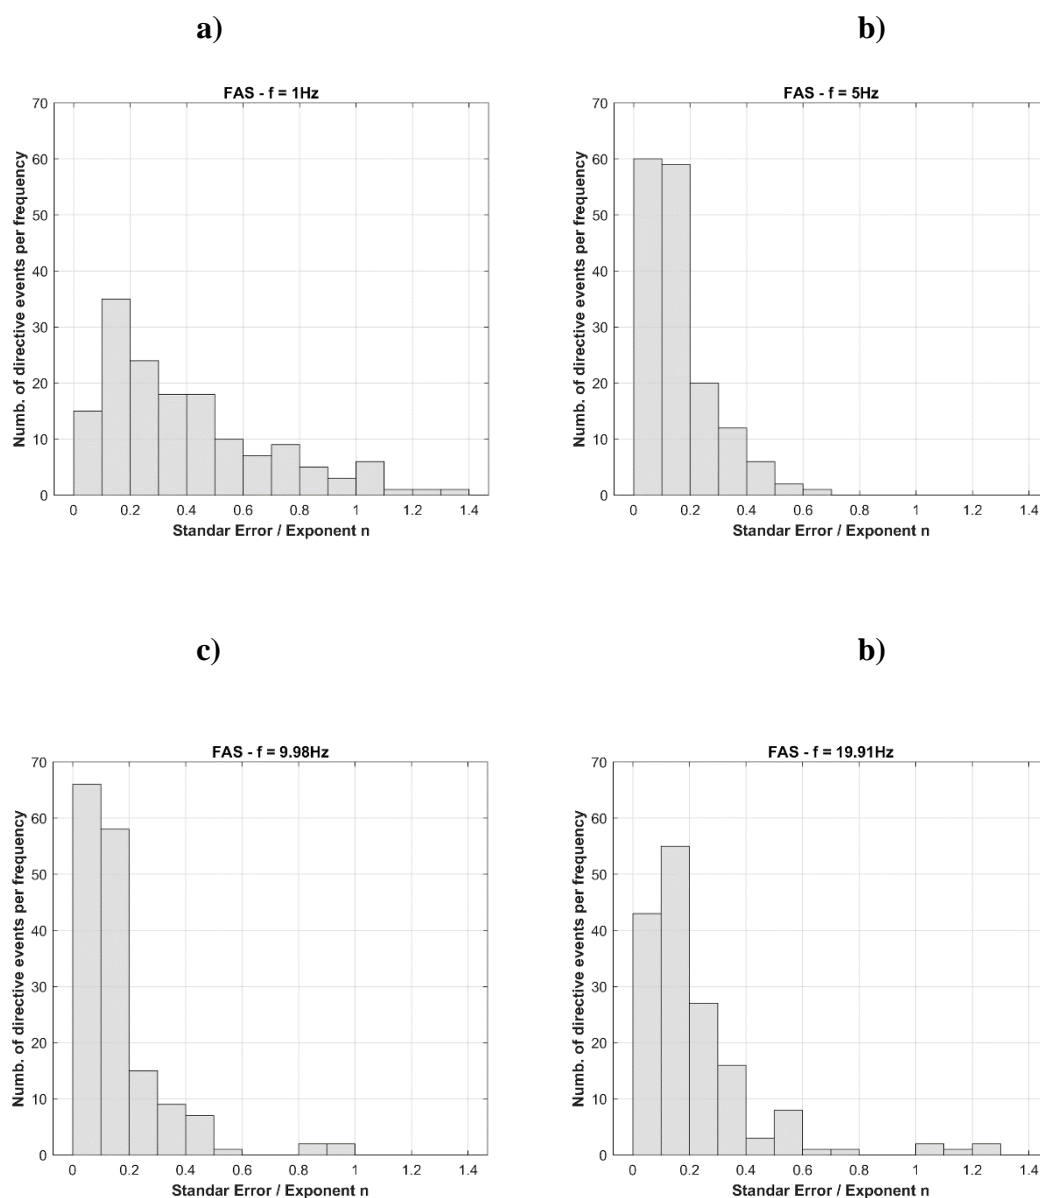 a)
b)
FAS - f = 1Hz
70
60
50
40
30
20
10
0
Numb. of directive events per frequency
0 0.2 0.4 0.6 0.8 1 1.2 1.4
Standar Error / Exponent n
FAS - f = 5Hz
70
60
50
40
30
20
10
0
Numb. of directive events per frequency
0 0.2 0.4 0.6 0.8 1 1.2 1.4
Standar Error / Exponent n
c)
b)
FAS - f = 9.98Hz
70
60
50
40
30
20
10
0
Numb. of directive events per frequency
0 0.2 0.4 0.6 0.8 1 1.2 1.4
Standar Error / Exponent n
FAS - f = 19.91Hz
70
60
50
40
30
20
10
0
Numb. of directive events per frequency
0 0.2 0.4 0.6 0.8 1 1.2 1.4
Standar Error / Exponent n